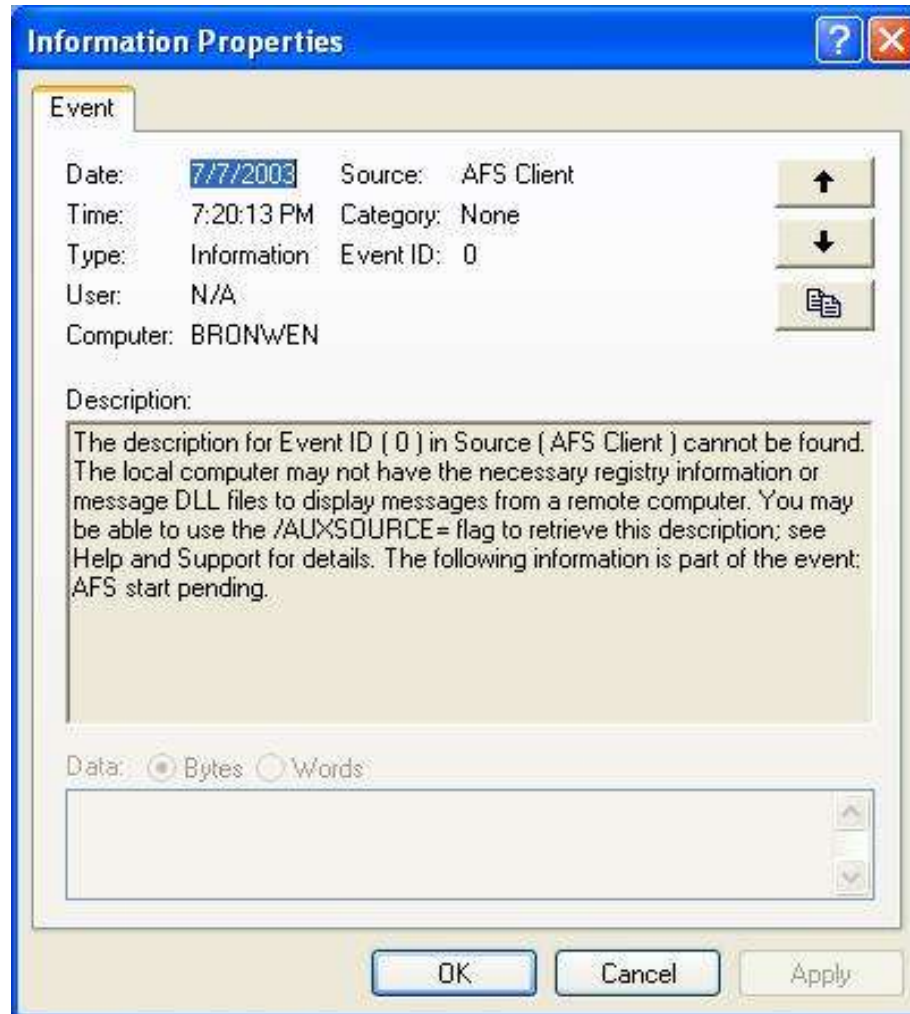 Information Properties
Event
Date: 7/7/2003 Source: AFS Client
Time: 7:20:13 PM Category: None
Type: Information Event ID: 0
User: N/A
Computer: BRONWEN
Description:
The description for Event ID ( 0 ) in Source ( AFS Client ) cannot be found.
The local computer may not have the necessary registry information or
message DLL files to display messages from a remote computer. You may
be able to use the /AUXSOURCE= flag to retrieve this description; see
Help and Support for details. The following information is part of the event:
AFS start pending.
Data: Bytes Words
OK Cancel Apply